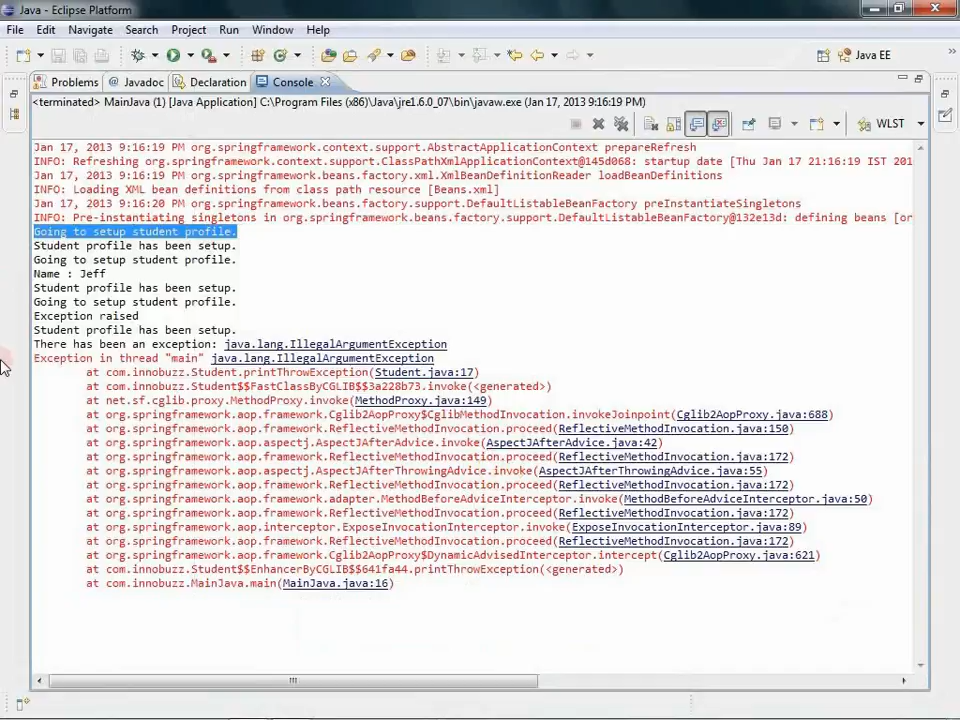 Java - Eclipse Platform
File Edit Navigate Search Project Run Window Help
Java EE
Problems @ Javadoc Declaration Console
<terminated> MainJava (1) [Java Application] C:\Program Files (x86)\Java\jre1.6.0_07\bin\javaw.exe (Jan 17, 2013 9:16:19 PM)
WLST
Jan 17, 2013 9:16:19 PM org.springframework.context.support.AbstractApplicationContext prepareRefresh
INFO: Refreshing org.springframework.context.support.ClassPathXmlApplicationContext@145d068: startup date [Thu Jan 17 21:16:19 IST 201
Jan 17, 2013 9:16:19 PM org.springframework.beans.factory.xml.XmlBeanDefinitionReader loadBeanDefinitions
INFO: Loading XML bean definitions from class path resource [Beans.xml]
Jan 17, 2013 9:16:20 PM org.springframework.beans.factory.support.DefaultListableBeanFactory preInstantiateSingletons
INFO: Pre-instantiating singletons in org.springframework.beans.factory.support.DefaultListableBeanFactory@132e13d: defining beans [or
Going to setup student profile.
Student profile has been setup.
Going to setup student profile.
Name : Jeff
Student profile has been setup.
Going to setup student profile.
Exception raised
Student profile has been setup.
There has been an exception: java.lang.IllegalArgumentException
Exception in thread "main" java.lang.IllegalArgumentException
at com.innobuzz.Student.printThrowException(Student.java:17)
at com.innobuzz.Student$$FastClassByCGLIB$$3a228b73.invoke(<generated>)
at net.sf.cglib.proxy.MethodProxy.invoke(MethodProxy.java:149)
at org.springframework.aop.framework.Cglib2AopProxy$CglibMethodInvocation.invokeJoinpoint(Cglib2AopProxy.java:688)
at org.springframework.aop.framework.ReflectiveMethodInvocation.proceed(ReflectiveMethodInvocation.java:150)
at org.springframework.aop.aspectj.AspectJAfterAdvice.invoke(AspectJAfterAdvice.java:42)
at org.springframework.aop.framework.ReflectiveMethodInvocation.proceed(ReflectiveMethodInvocation.java:172)
at org.springframework.aop.aspectj.AspectJAfterThrowingAdvice.invoke(AspectJAfterThrowingAdvice.java:55)
at org.springframework.aop.framework.ReflectiveMethodInvocation.proceed(ReflectiveMethodInvocation.java:172)
at org.springframework.aop.framework.adapter.MethodBeforeAdviceInterceptor.invoke(MethodBeforeAdviceInterceptor.java:50)
at org.springframework.aop.framework.ReflectiveMethodInvocation.proceed(ReflectiveMethodInvocation.java:172)
at org.springframework.aop.interceptor.ExposeInvocationInterceptor.invoke(ExposeInvocationInterceptor.java:89)
at org.springframework.aop.framework.ReflectiveMethodInvocation.proceed(ReflectiveMethodInvocation.java:172)
at org.springframework.aop.framework.Cglib2AopProxy$DynamicAdvisedInterceptor.intercept(Cglib2AopProxy.java:621)
at com.innobuzz.Student$$EnhancerByCGLIB$$641fa44.printThrowException(<generated>)
at com.innobuzz.MainJava.main(MainJava.java:16)